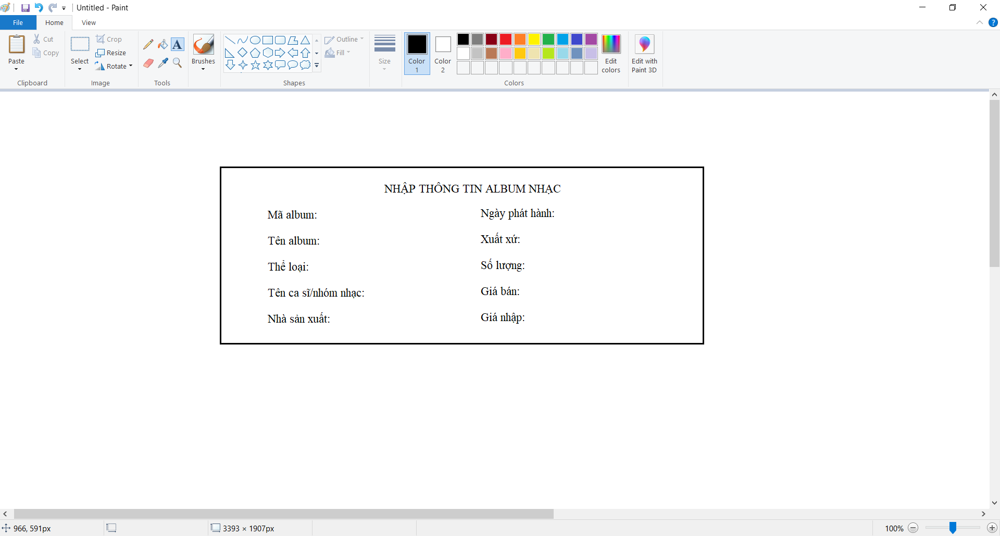 Untitled - Paint
File Home View
Paste
Cut
Copy
Clipboard
Select
Crop
Resize
Rotate
Image
Tools
Brushes
Shapes
Outline
Fill
Size
Color
1
Color
2
Colors
Edit
colors
Edit with
Paint 3D
NHẬP THÔNG TIN ALBUM NHẠC
Mã album:
Tên album:
Thể loại:
Tên ca sĩ/nhóm nhạc:
Nhà sản xuất:
Ngày phát hành:
Xuất xứ:
Số lượng:
Giá bán:
Giá nhập:
966, 591px
3393 × 1907px
100%